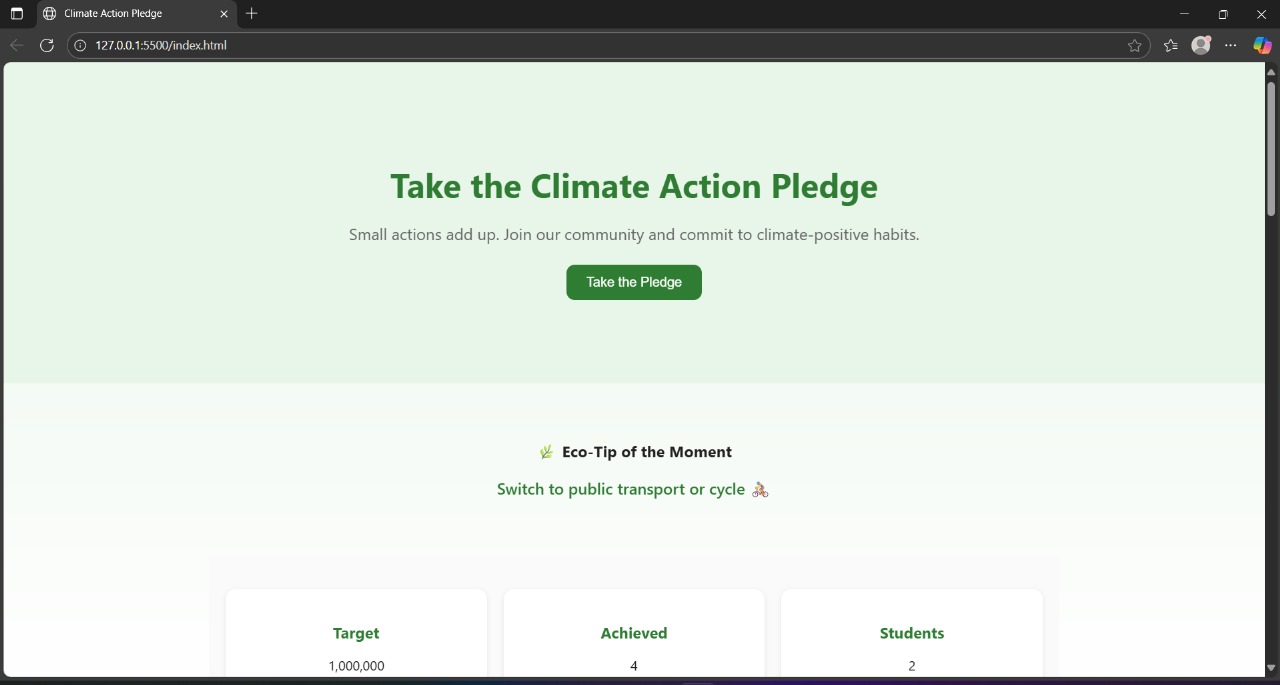 Climate Action Pledge
127.0.0.1:5500/index.html
Take the Climate Action Pledge
Small actions add up. Join our community and commit to climate-positive habits.
Take the Pledge
🌿 Eco-Tip of the Moment
Switch to public transport or cycle 🚴
Target Achieved Students
1,000,000 4 2